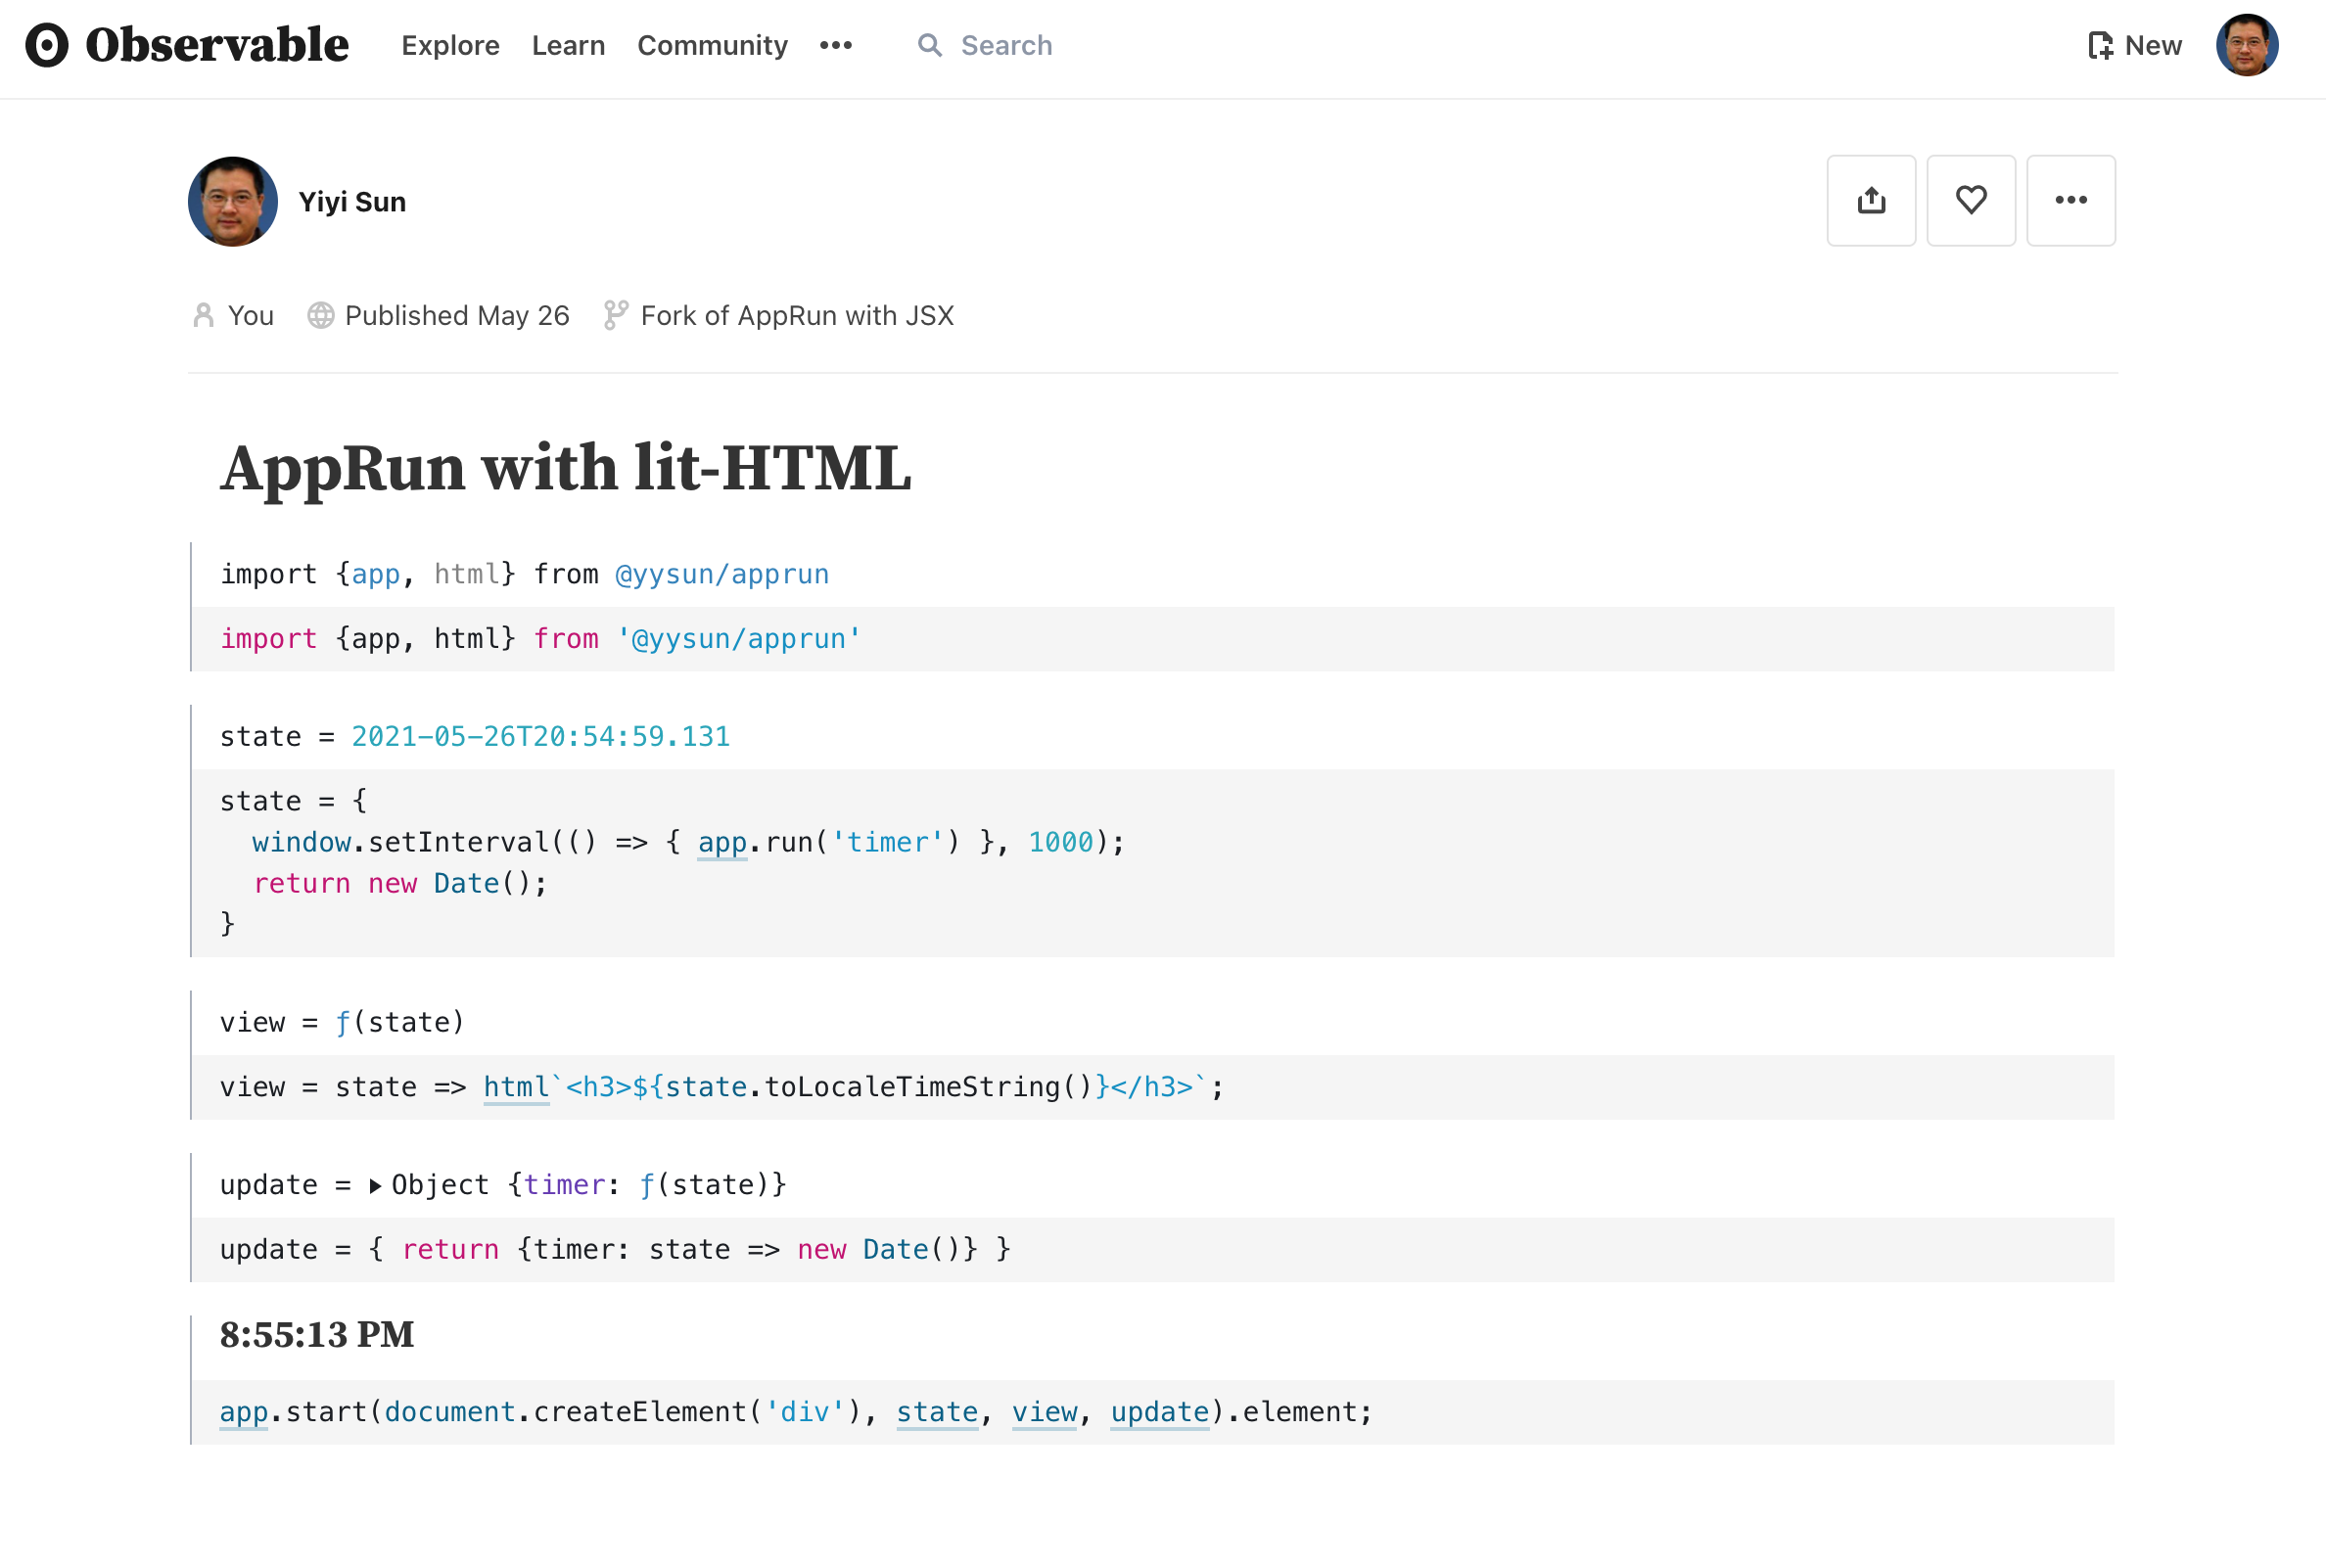 Observable Explore Learn Community ••• Search New
Yiyi Sun
You Published May 26 Fork of AppRun with JSX
AppRun with lit-HTML
import {app, html} from @yysun/apprun
import {app, html} from '@yysun/apprun'
state = 2021-05-26T20:54:59.131
state = {
  window.setInterval(() => { app.run('timer') }, 1000);
  return new Date();
}
view = ƒ(state)
view = state => html`<h3>${state.toLocaleTimeString()}</h3>`;
update = ▸Object {timer: ƒ(state)}
update = { return {timer: state => new Date()} }
8:55:13 PM
app.start(document.createElement('div'), state, view, update).element;